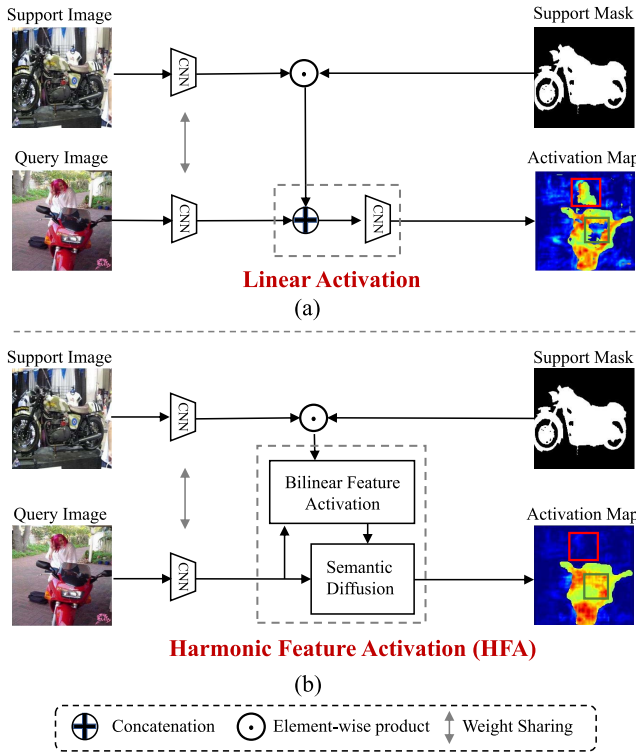 Support Image
Support Mask
CNN
Query Image
Activation Map
CNN
CNN
Linear Activation
(a)
Support Image
Support Mask
CNN
Bilinear Feature
Activation
Query Image
Activation Map
CNN
Semantic
Diffusion
Harmonic Feature Activation (HFA)
(b)
Concatenation
Element-wise product
Weight Sharing